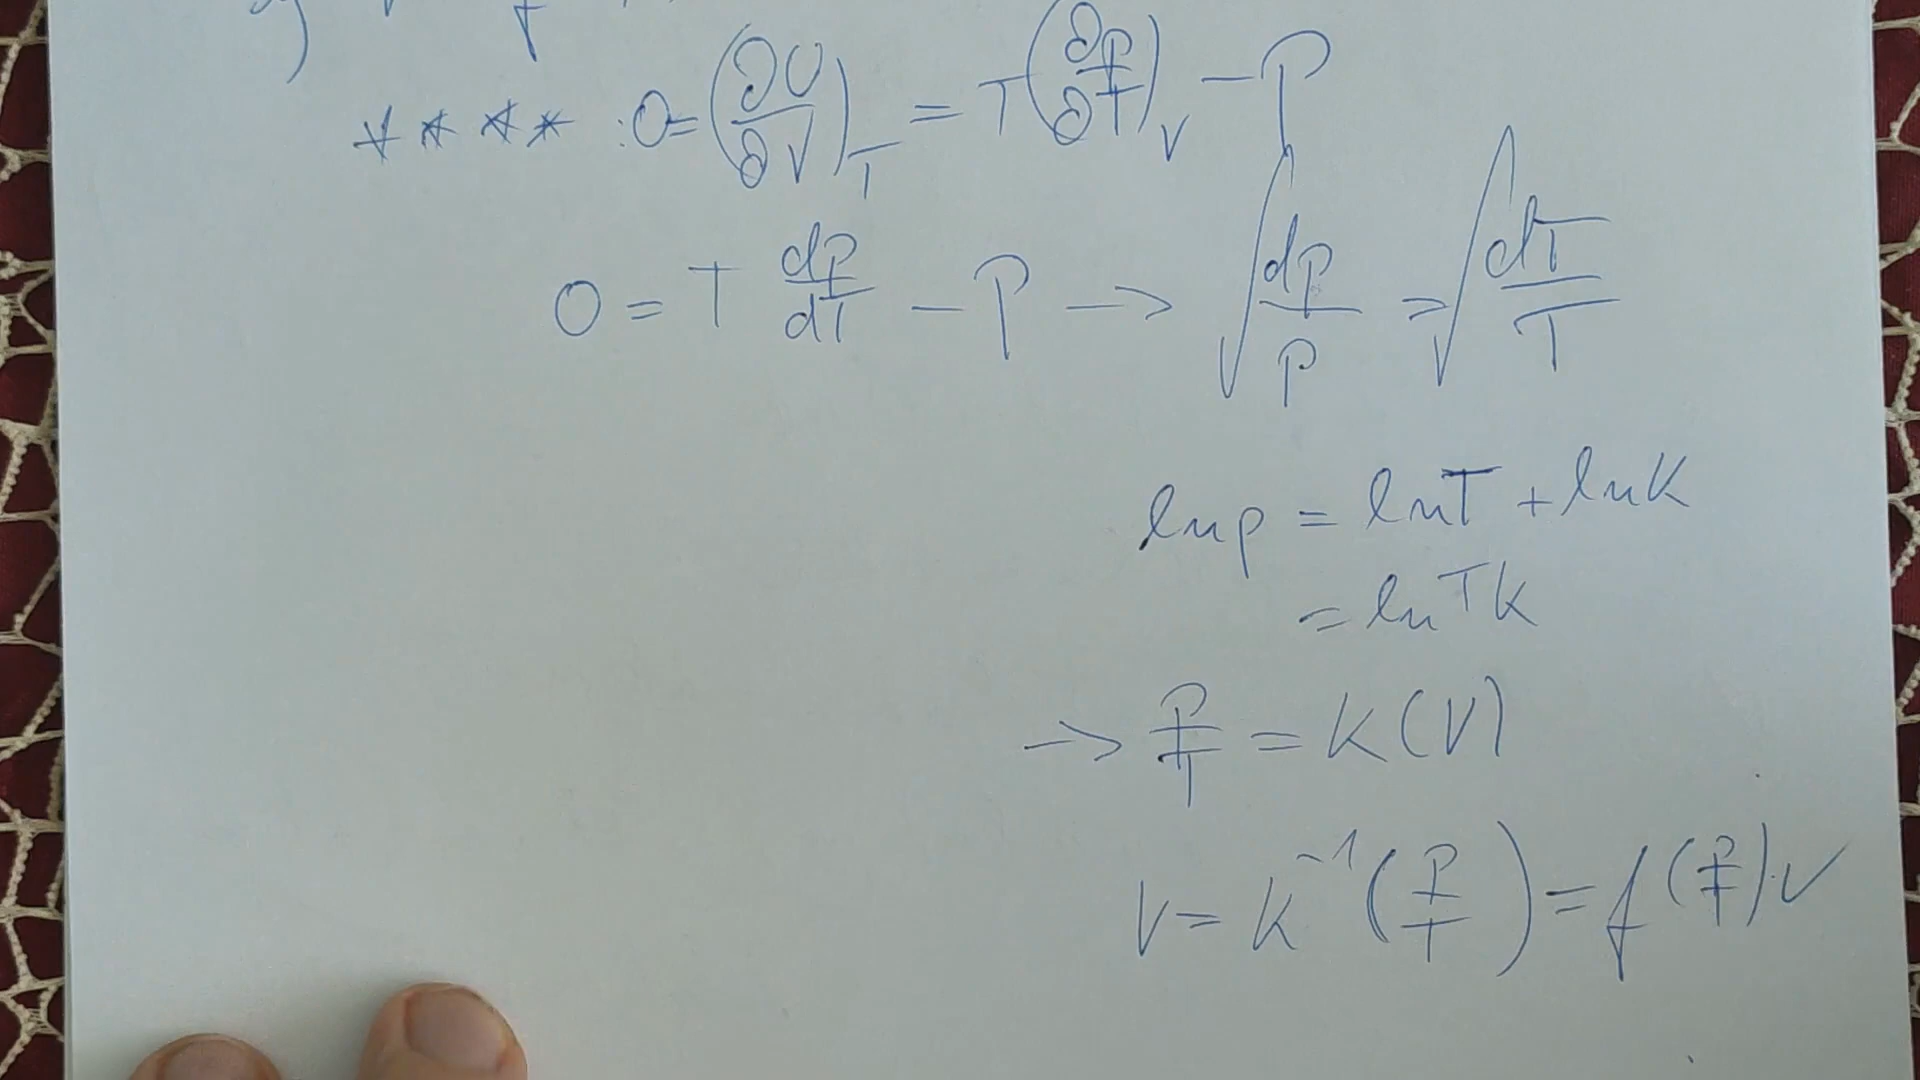 **** : 0 = (∂U/∂V)_T = T (∂P/∂T)_V − P
0 = T dp/dT − P → ∫ dp/p = ∫ dT/T
ln p = ln T + ln K
= ln TK
→ P/T = K(V)
V = K⁻¹(P/T) = f(P/T) ✓